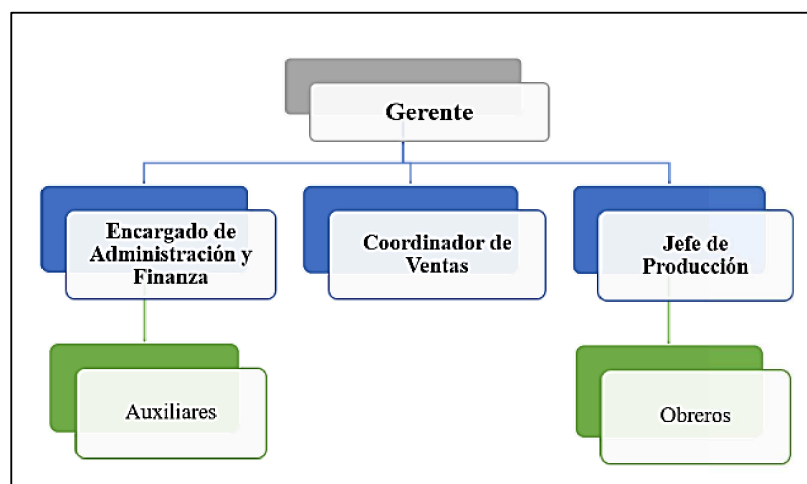 Gerente
Encargado de
Administración y
Finanza
Coordinador de
Ventas
Jefe de
Producción
Auxiliares
Obreros